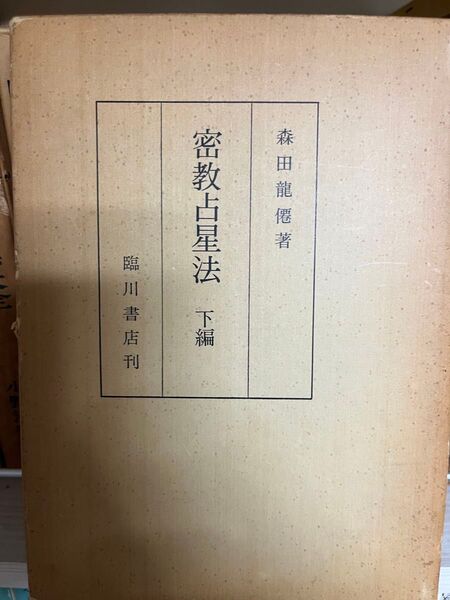 森田龍僊著
密教占星法 下編
臨川書店刊